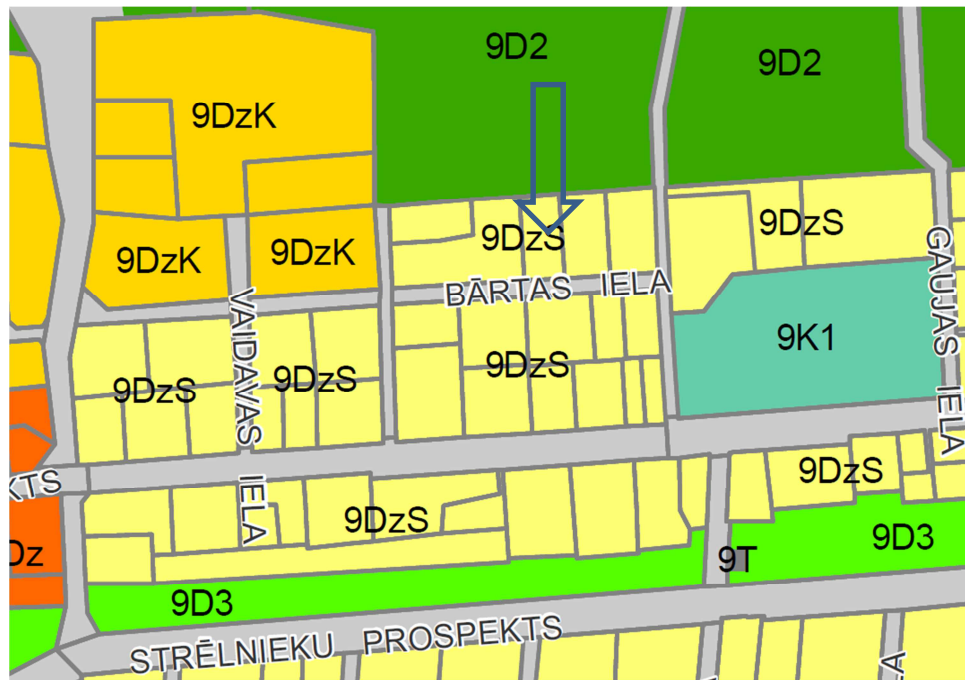 9D2
9D2
9DzK
9DzS
9DzS
9DzK
9DzK
GAUJAS IELA
BĀRTAS IELA
VAIDAVAS IELA
9K1
9DzS
9DzS
9DzS
KTS
9DzS
9DzS
Dz
9T
9D3
9D3
STRĒLNIEKU PROSPEKTS
LA